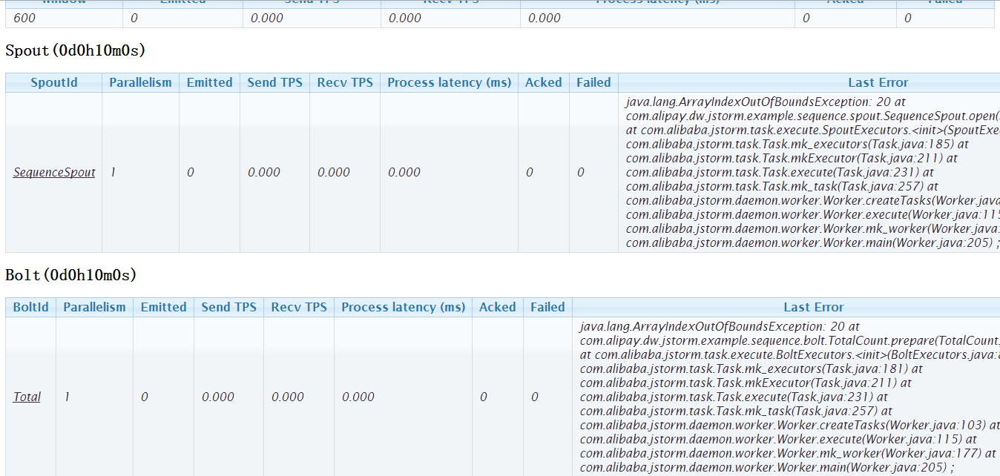 Window Emitted Send TPS Recv TPS Process latency (ms) Acked Failed
600 0 0.000 0.000 0.000 0 0
Spout(0d0h10m0s)
SpoutId Parallelism Emitted Send TPS Recv TPS Process latency (ms) Acked Failed Last Error
java.lang.ArrayIndexOutOfBoundsException: 20 at
com.alipay.dw.jstorm.example.sequence.spout.SequenceSpout.open(
at com.alibaba.jstorm.task.execute.SpoutExecutors.<init>(SpoutExe
com.alibaba.jstorm.task.Task.mk_executors(Task.java:185) at
com.alibaba.jstorm.task.Task.mkExecutor(Task.java:211) at
SequenceSpout 1 0 0.000 0.000 0.000 0 0 com.alibaba.jstorm.task.Task.execute(Task.java:231) at
com.alibaba.jstorm.task.Task.mk_task(Task.java:257) at
com.alibaba.jstorm.daemon.worker.Worker.createTasks(Worker.java
com.alibaba.jstorm.daemon.worker.Worker.execute(Worker.java:115
com.alibaba.jstorm.daemon.worker.Worker.mk_worker(Worker.java:
com.alibaba.jstorm.daemon.worker.Worker.main(Worker.java:205) ;
Bolt(0d0h10m0s)
BoltId Parallelism Emitted Send TPS Recv TPS Process latency (ms) Acked Failed Last Error
java.lang.ArrayIndexOutOfBoundsException: 20 at
com.alipay.dw.jstorm.example.sequence.bolt.TotalCount.prepare(TotalCount.
at com.alibaba.jstorm.task.execute.BoltExecutors.<init>(BoltExecutors.java:
com.alibaba.jstorm.task.Task.mk_executors(Task.java:181) at
com.alibaba.jstorm.task.Task.mkExecutor(Task.java:211) at
Total 1 0 0.000 0.000 0.000 0 0 com.alibaba.jstorm.task.Task.execute(Task.java:231) at
com.alibaba.jstorm.task.Task.mk_task(Task.java:257) at
com.alibaba.jstorm.daemon.worker.Worker.createTasks(Worker.java:103) at
com.alibaba.jstorm.daemon.worker.Worker.execute(Worker.java:115) at
com.alibaba.jstorm.daemon.worker.Worker.mk_worker(Worker.java:177) at
com.alibaba.jstorm.daemon.worker.Worker.main(Worker.java:205) ;